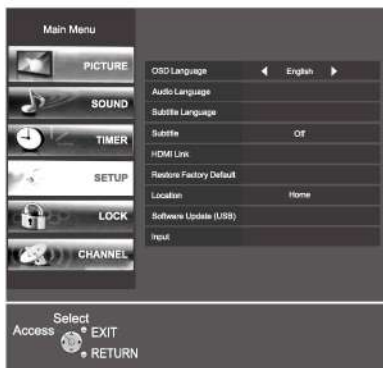 Main Menu
PICTURE
SOUND
TIMER
SETUP
LOCK
CHANNEL
OSD Language English
Audio Language
Subtitle Language
Subtitle Off
HDMI Link
Restore Factory Default
Location Home
Software Update (USB)
Input
Select
Access EXIT
RETURN